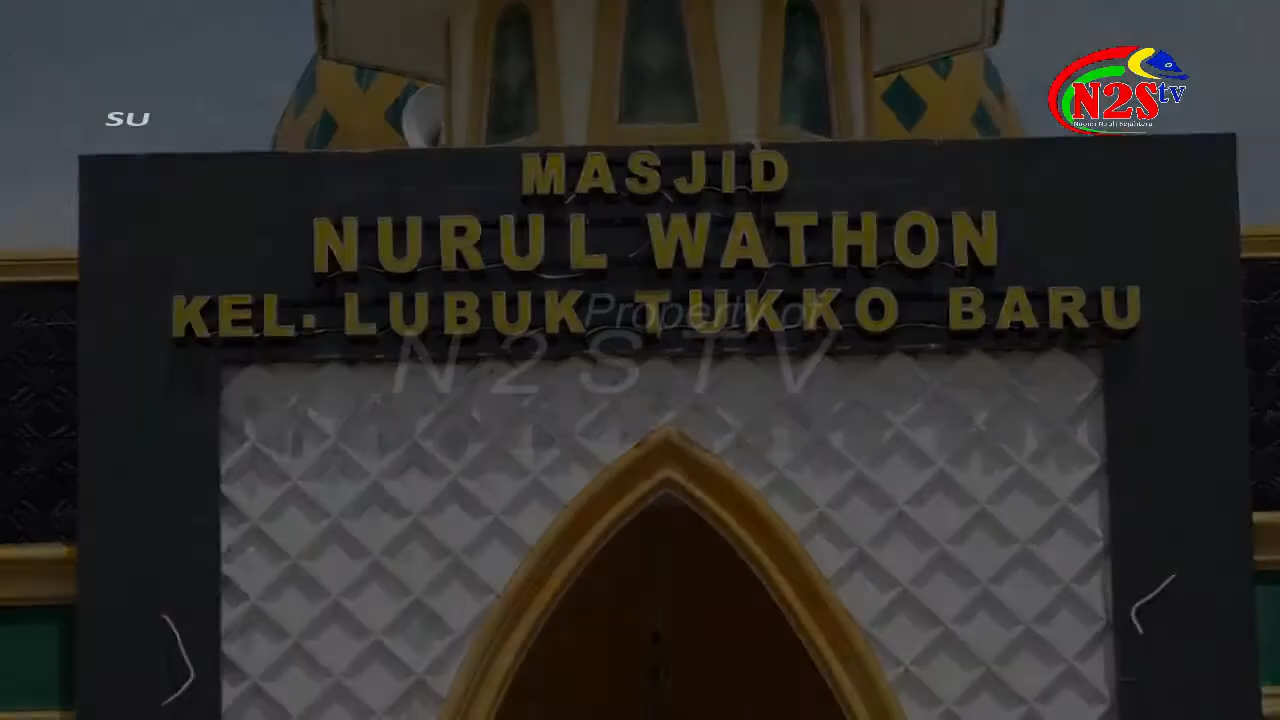 N2S tv
SU
MASJID
NURUL WATHON
KEL. LUBUK TUKKO BARU
Property of
N2STV